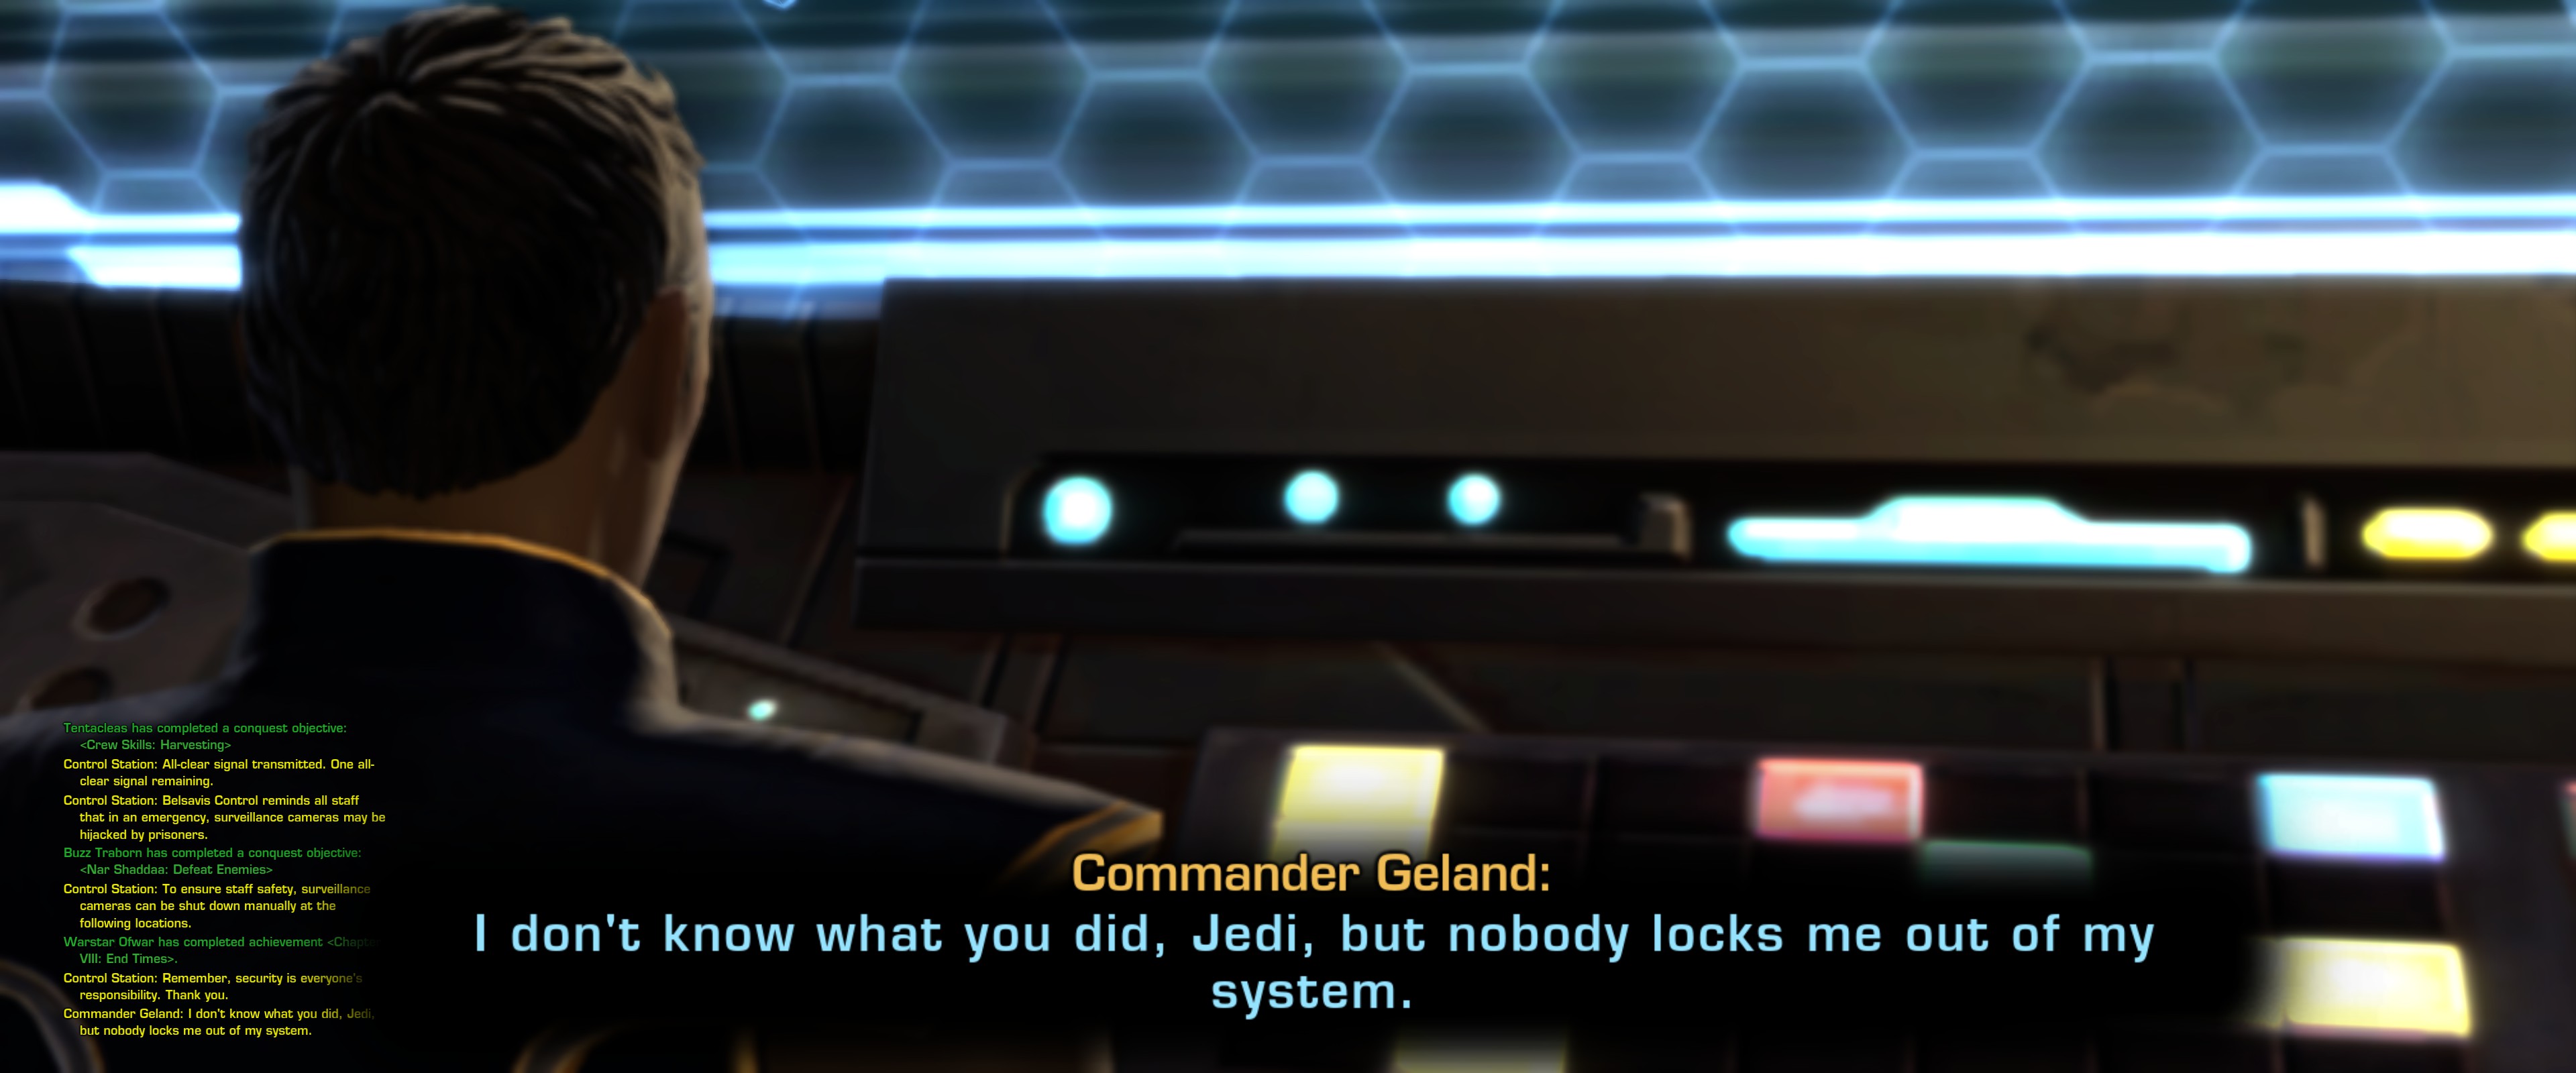 Tentacleas has completed a conquest objective:
<Crew Skills: Harvesting>
Control Station: All-clear signal transmitted. One all-
clear signal remaining.
Control Station: Belsavis Control reminds all staff
that in an emergency, surveillance cameras may be
hijacked by prisoners.
Buzz Traborn has completed a conquest objective:
<Nar Shaddaa: Defeat Enemies>
Control Station: To ensure staff safety, surveillance
cameras can be shut down manually at the
following locations.
Warstar Ofwar has completed achievement <Chapter
VIII: End Times>.
Control Station: Remember, security is everyone's
responsibility. Thank you.
Commander Geland: I don't know what you did, Jedi,
but nobody locks me out of my system.
Commander Geland:
I don't know what you did, Jedi, but nobody locks me out of my
system.